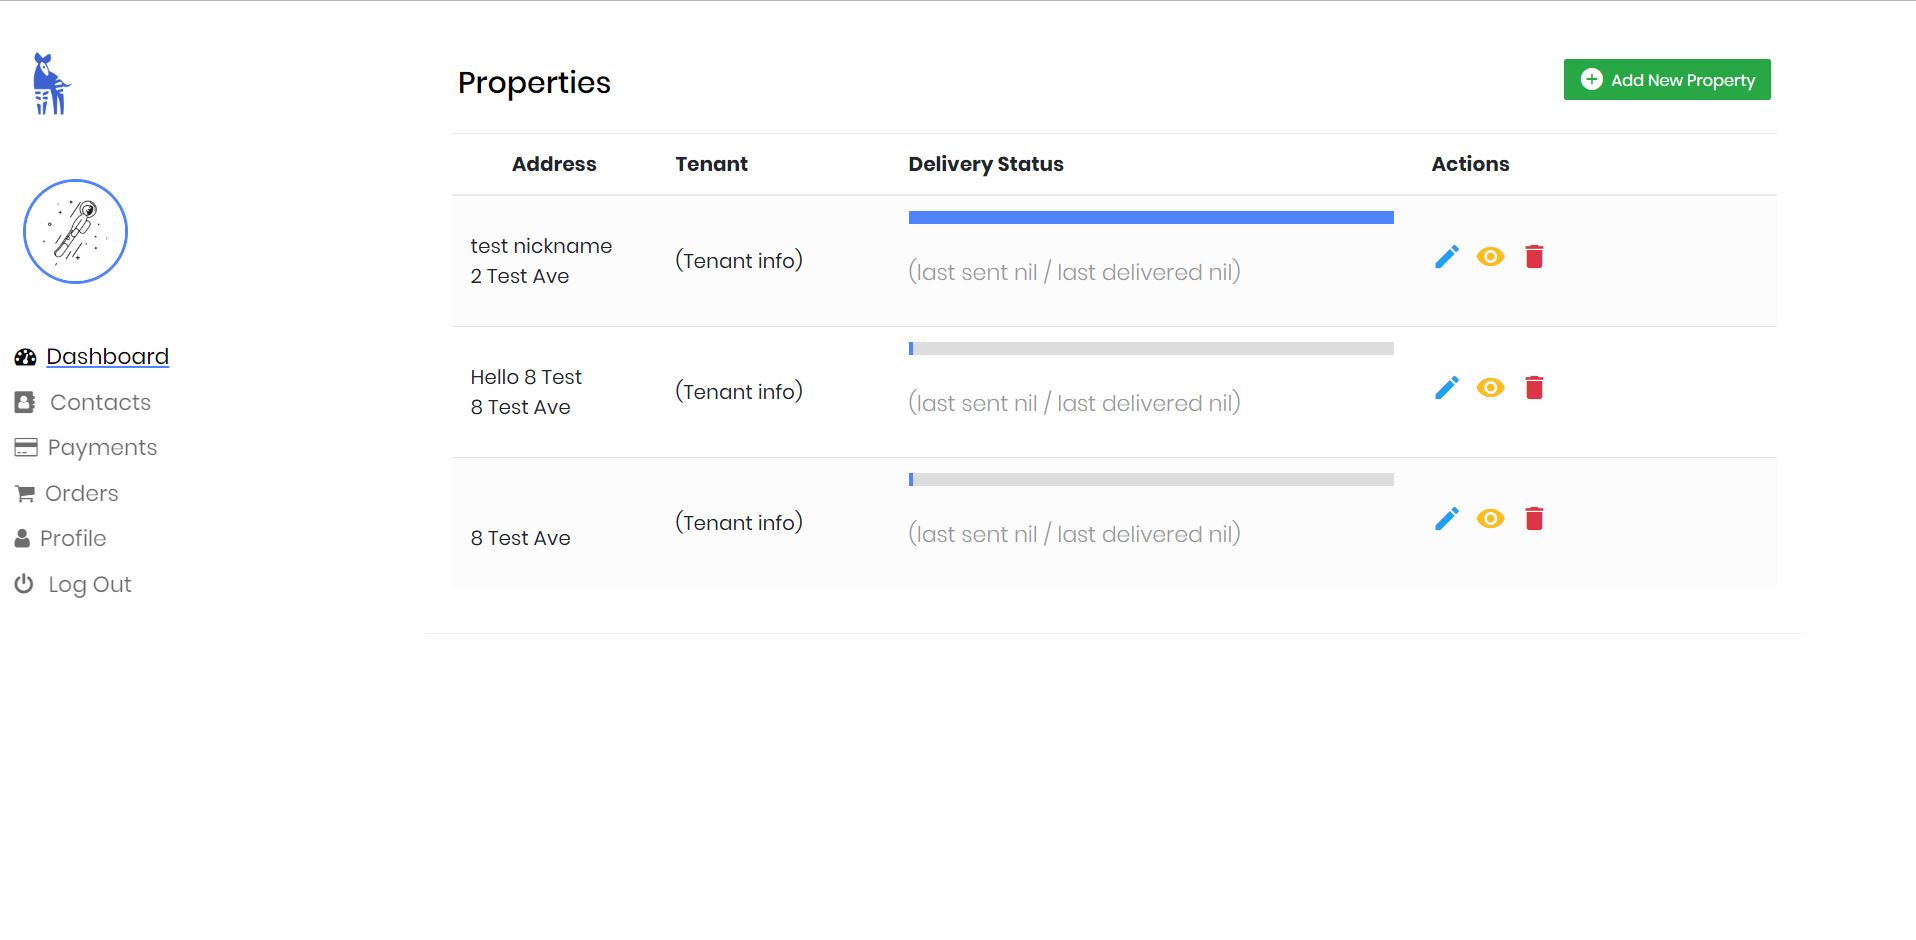 Properties
Add New Property
Address Tenant Delivery Status Actions
test nickname
2 Test Ave
(Tenant info)
(last sent nil / last delivered nil)
Hello 8 Test
8 Test Ave
(Tenant info)
(last sent nil / last delivered nil)
8 Test Ave
(Tenant info)
(last sent nil / last delivered nil)
Dashboard
Contacts
Payments
Orders
Profile
Log Out